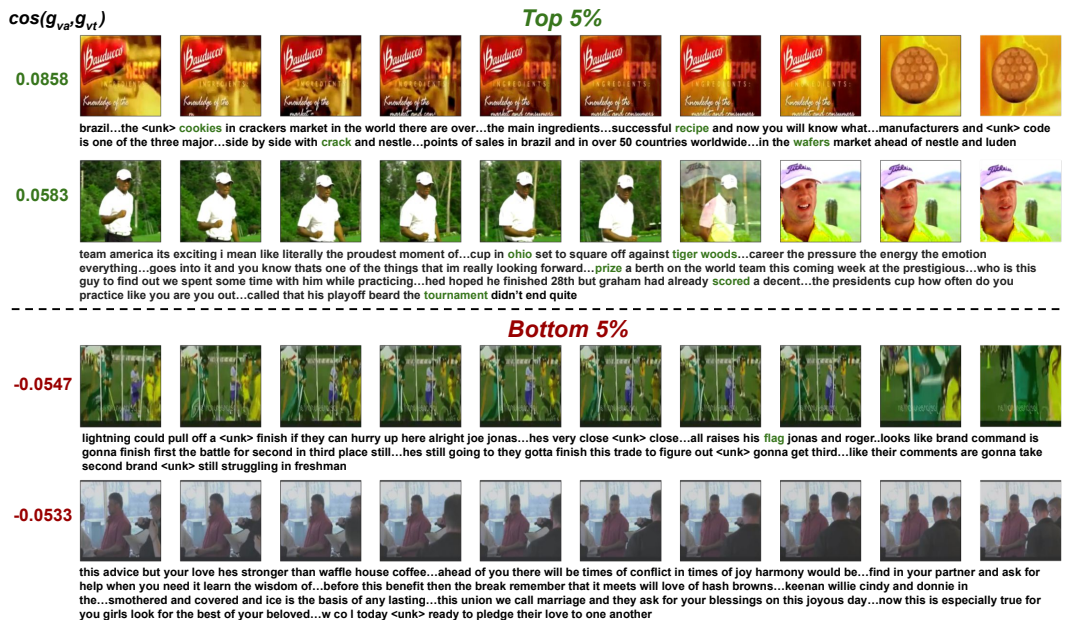 cos(g_va,g_vt)
Top 5%
0.0858
Bauducco
RECIPE
INGREDIENTS:
Knowledge of the
brazil...the <unk> cookies in crackers market in the world there are over...the main ingredients...successful recipe and now you will know what...manufacturers and <unk> code
is one of the three major...side by side with crack and nestle...points of sales in brazil and in over 50 countries worldwide...in the wafers market ahead of nestle and luden
0.0583
team america its exciting i mean like literally the proudest moment of...cup in ohio set to square off against tiger woods...career the pressure the energy the emotion
everything...goes into it and you know thats one of the things that im really looking forward...prize a berth on the world team this coming week at the prestigious...who is this
guy to find out we spent some time with him while practicing...hed hoped he finished 28th but graham had already scored a decent...the presidents cup how often do you
practice like you are you out...called that his playoff beard the tournament didn't end quite
Bottom 5%
-0.0547
lightning could pull off a <unk> finish if they can hurry up here alright joe jonas...hes very close <unk> close...all raises his flag jonas and roger..looks like brand command is
gonna finish first the battle for second in third place still...hes still going to they gotta finish this trade to figure out <unk> gonna get third...like their comments are gonna take
second brand <unk> still struggling in freshman
-0.0533
this advice but your love hes stronger than waffle house coffee...ahead of you there will be times of conflict in times of joy harmony would be...find in your partner and ask for
help when you need it learn the wisdom of...before this benefit then the break remember that it meets will love of hash browns...keenan willie cindy and donnie in
the...smothered and covered and ice is the basis of any lasting...this union we call marriage and they ask for your blessings on this joyous day...now this is especially true for
you girls look for the best of your beloved...w co l today <unk> ready to pledge their love to one another